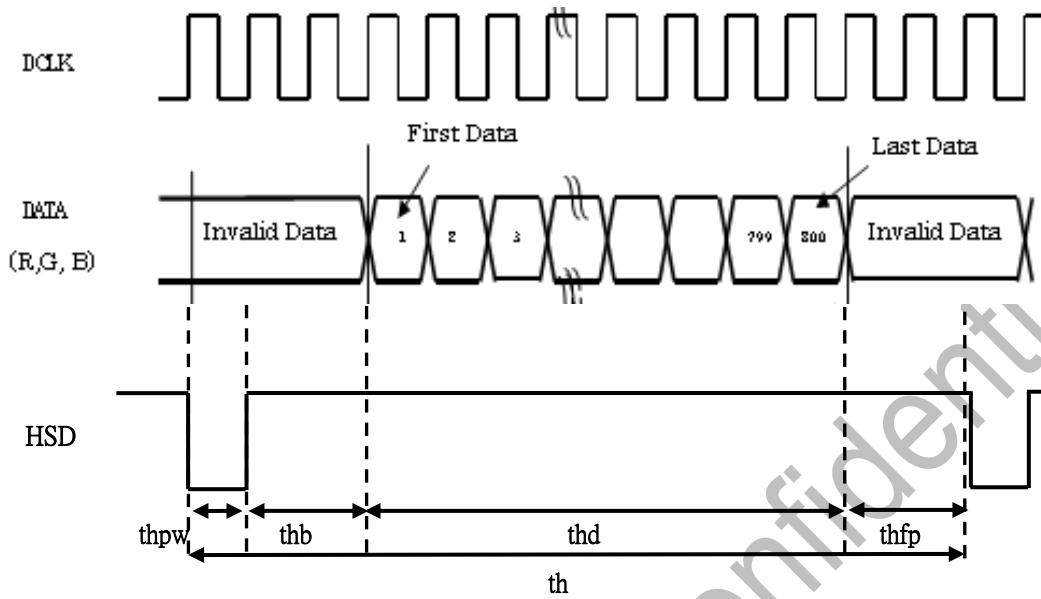 DCLK
First Data
Last Data
DATA
(R,G, B)
Invalid Data
1
2
3
799
800
Invalid Data
HSD
thpw
thb
thd
thfp
th